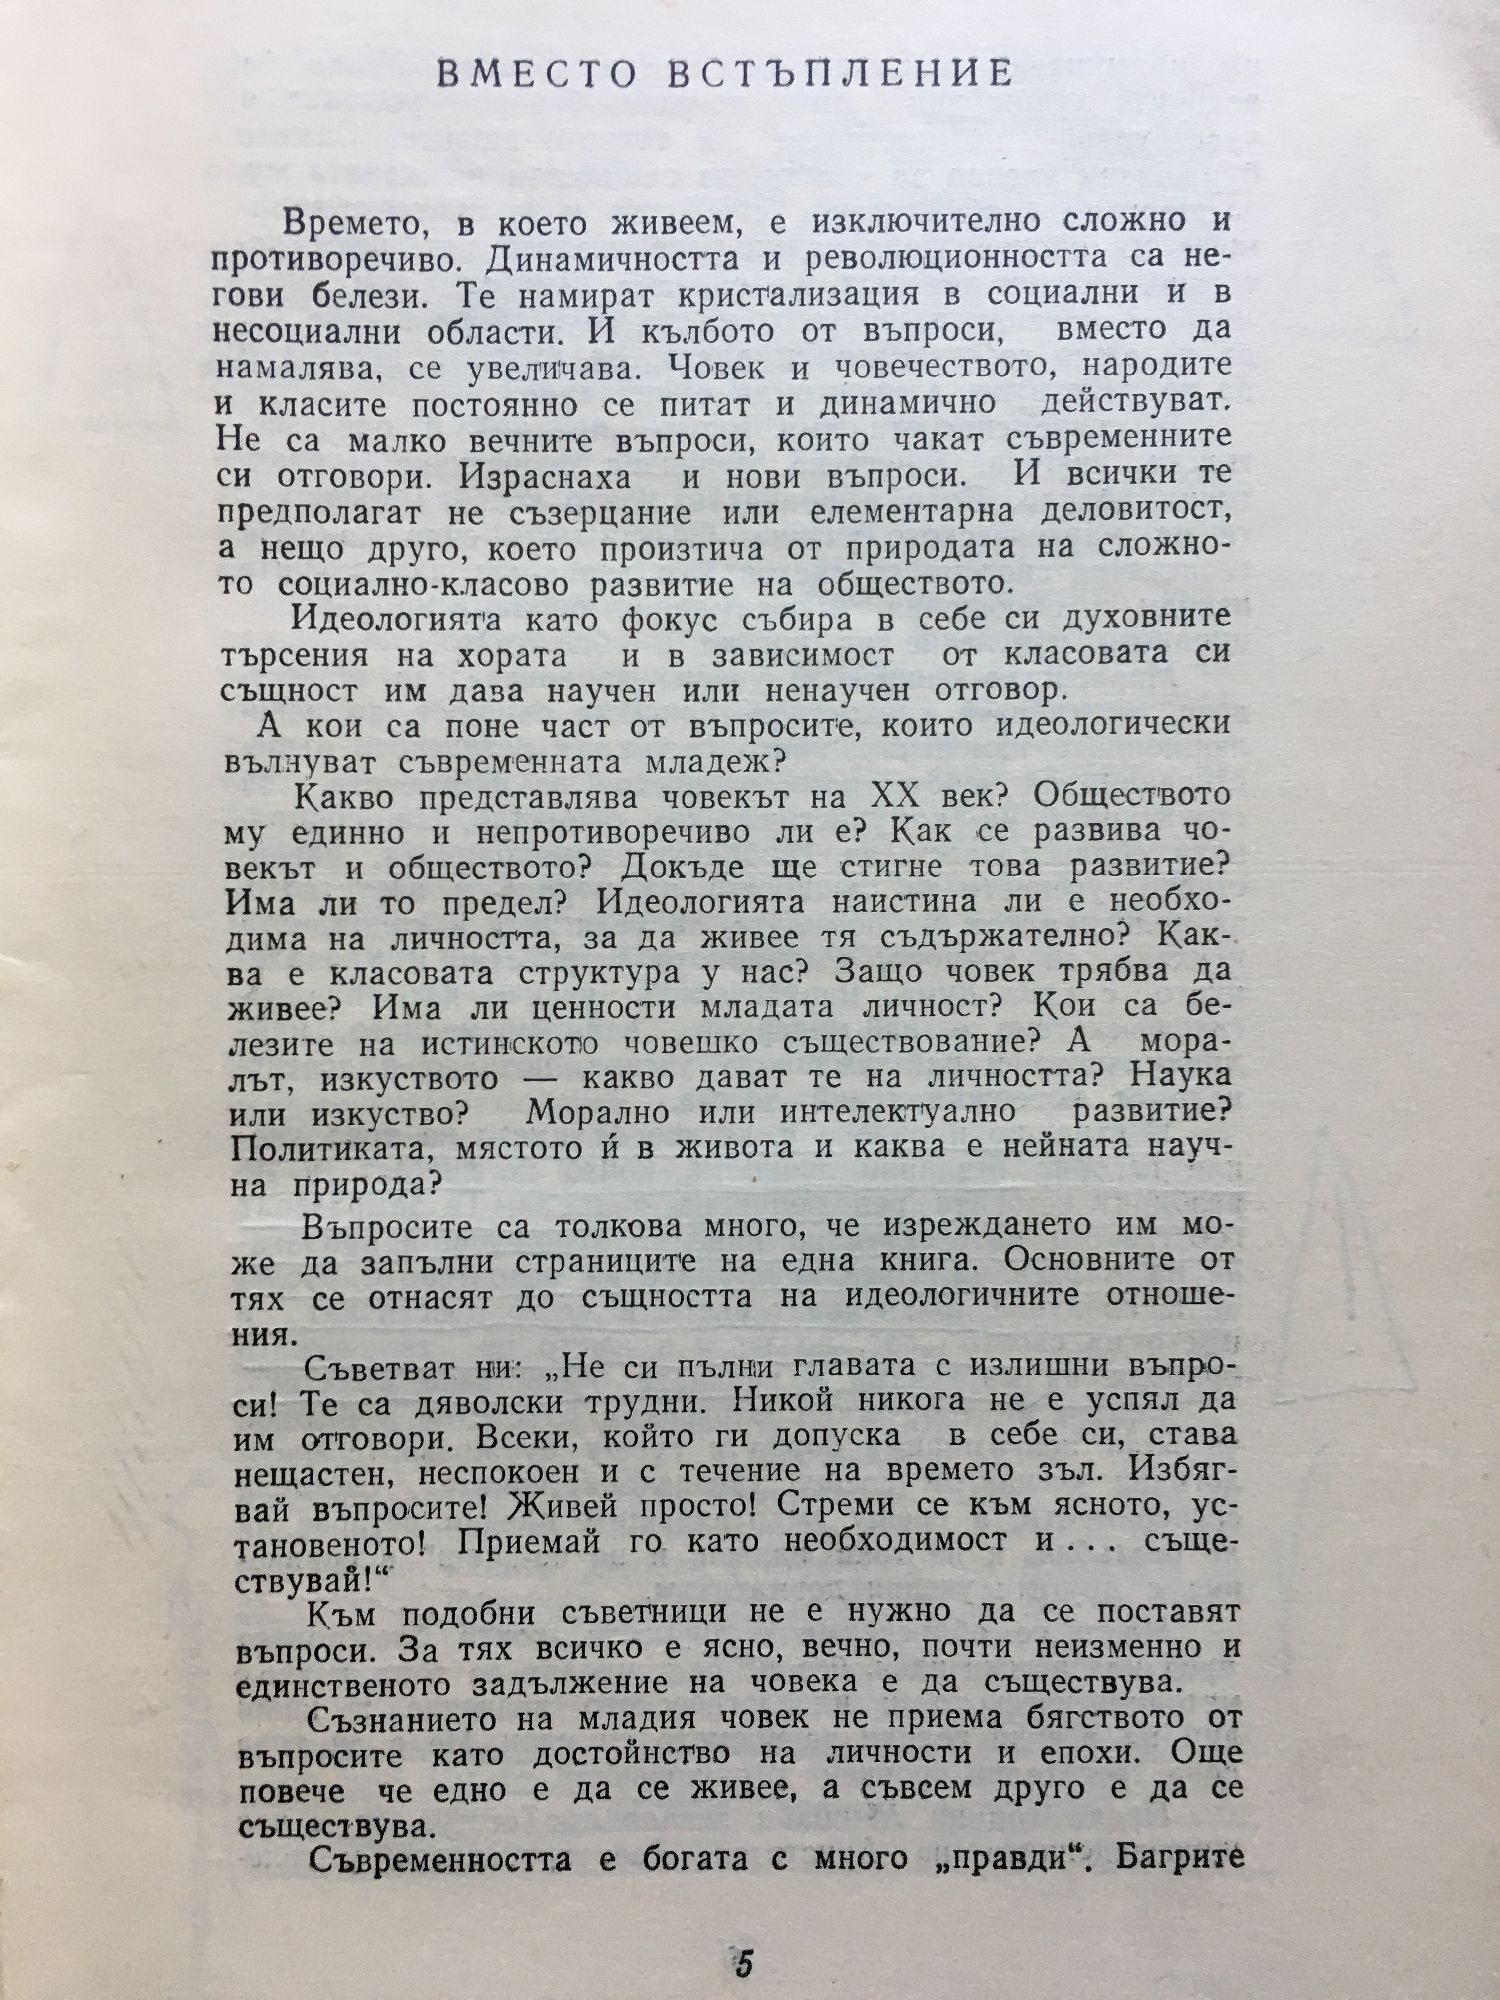 ВМЕСТО ВСТЪПЛЕНИЕ
Времето, в което живеем, е изключително сложно и
противоречиво. Динамичността и революционността са не-
гови белези. Те намират кристализация в социални и в
несоциални области. И кълбото от въпроси, вместо да
намалява, се увеличава. Човек и човечеството, народите
и класите постоянно се питат и динамично действуват.
Не са малко вечните въпроси, които чакат съвременните
си отговори. Израснаха и нови въпроси. И всички те
предполагат не съзерцание или елементарна деловитост,
а нещо друго, което произтича от природата на сложно-
то социално-класово развитие на обществото.
Идеологията като фокус събира в себе си духовните
търсения на хората и в зависимост от класовата си
същност им дава научен или ненаучен отговор.
А кои са поне част от въпросите, които идеологически
вълнуват съвременната младеж?
Какво представлява човекът на XX век? Обществото
му единно и непротиворечиво ли е? Как се развива чо-
векът и обществото? Докъде ще стигне това развитие?
Има ли то предел? Идеологията наистина ли е необхо-
дима на личността, за да живее тя съдържателно? Как-
ва е класовата структура у нас? Защо човек трябва да
живее? Има ли ценности младата личност? Кои са бе-
лезите на истинското човешко съществование? А мора-
лът, изкуството — какво дават те на личността? Наука
или изкуство? Морално или интелектуално развитие?
Политиката, мястото ѝ в живота и каква е нейната науч-
на природа?
Въпросите са толкова много, че изреждането им мо-
же да запълни страниците на една книга. Основните от
тях се отнасят до същността на идеологичните отноше-
ния.
Съветват ни: „Не си пълни главата с излишни въпро-
си! Те са дяволски трудни. Никой никога не е успял да
им отговори. Всеки, който ги допуска в себе си, става
нещастен, неспокоен и с течение на времето зъл. Избяг-
вай въпросите! Живей просто! Стреми се към ясното, ус-
тановеното! Приемай го като необходимост и... съще-
ствувай!“
Към подобни съветници не е нужно да се поставят
въпроси. За тях всичко е ясно, вечно, почти неизменно и
единственото задължение на човека е да съществува.
Съзнанието на младия човек не приема бягството от
въпросите като достойнство на личности и епохи. Още
повече че едно е да се живее, а съвсем друго е да се
съществува.
Съвременността е богата с много „правди“. Багрите
5